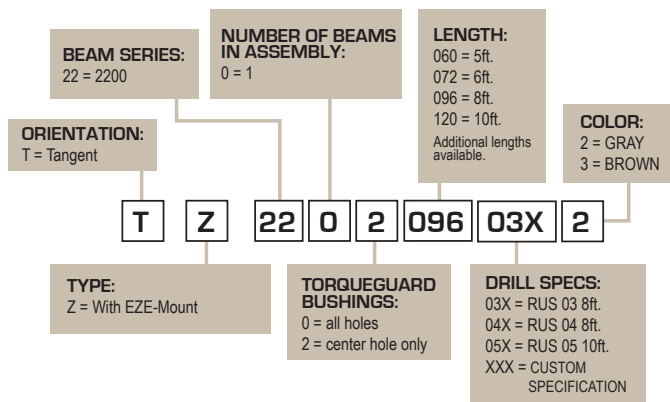 BEAM SERIES:
22 = 2200
NUMBER OF BEAMS
IN ASSEMBLY:
0 = 1
LENGTH:
060 = 5ft.
072 = 6ft.
096 = 8ft.
120 = 10ft.
Additional lengths
available.
ORIENTATION:
T = Tangent
COLOR:
2 = GRAY
3 = BROWN
T Z 22 0 2 096 03X 2
TYPE:
Z = With EZE-Mount
TORQUEGUARD
BUSHINGS:
0 = all holes
2 = center hole only
DRILL SPECS:
03X = RUS 03 8ft.
04X = RUS 04 8ft.
05X = RUS 05 10ft.
XXX = CUSTOM
SPECIFICATION